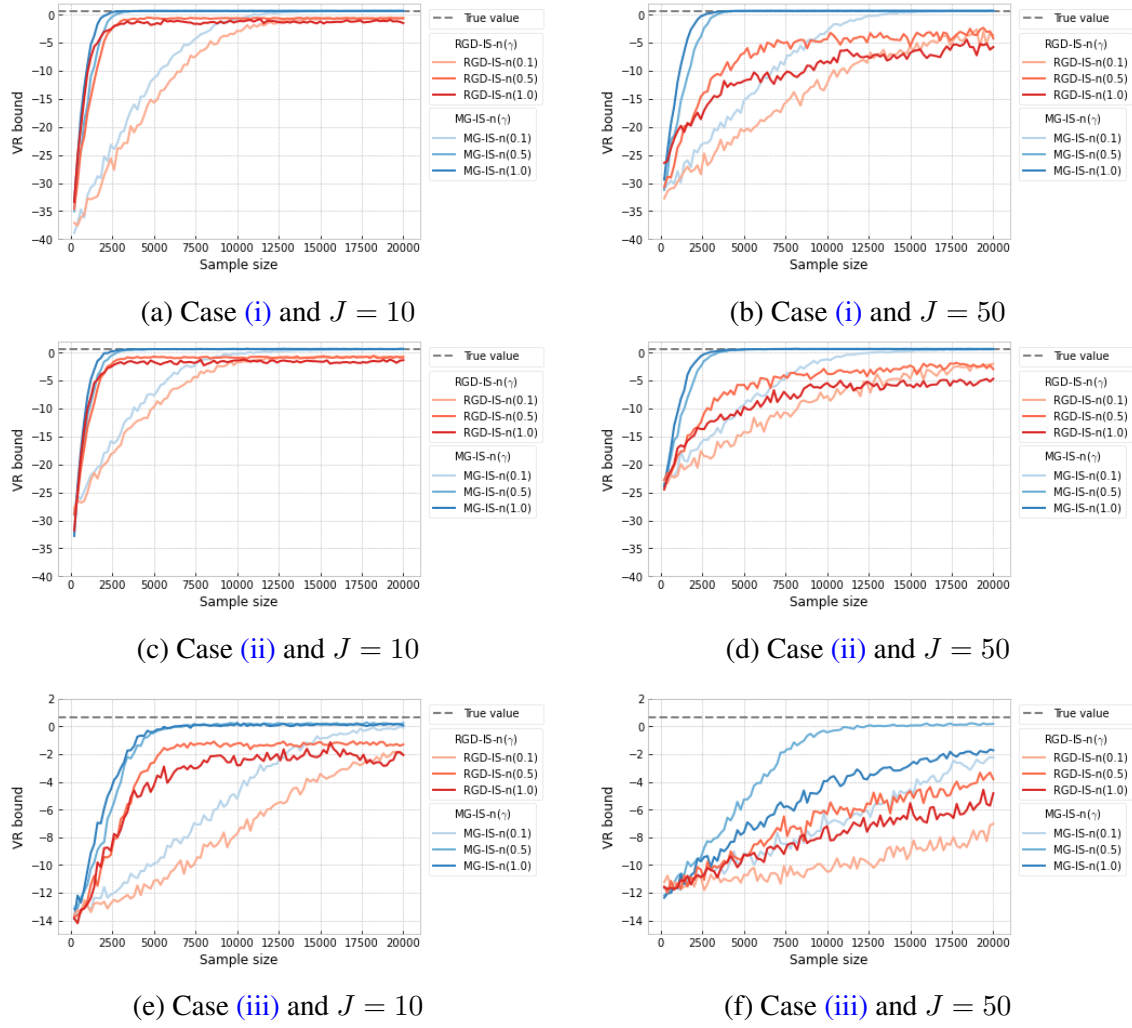 0
−5
−10
−15
−20
−25
−30
−35
−40
VR bound
0 2500 5000 7500 10000 12500 15000 17500 20000
Sample size
True value
RGD-IS-n(γ)
RGD-IS-n(0.1)
RGD-IS-n(0.5)
RGD-IS-n(1.0)
MG-IS-n(γ)
MG-IS-n(0.1)
MG-IS-n(0.5)
MG-IS-n(1.0)
(a) Case (i) and J = 10
0
−5
−10
−15
−20
−25
−30
−35
−40
VR bound
0 2500 5000 7500 10000 12500 15000 17500 20000
Sample size
True value
RGD-IS-n(γ)
RGD-IS-n(0.1)
RGD-IS-n(0.5)
RGD-IS-n(1.0)
MG-IS-n(γ)
MG-IS-n(0.1)
MG-IS-n(0.5)
MG-IS-n(1.0)
(b) Case (i) and J = 50
0
−5
−10
−15
−20
−25
−30
−35
−40
VR bound
0 2500 5000 7500 10000 12500 15000 17500 20000
Sample size
True value
RGD-IS-n(γ)
RGD-IS-n(0.1)
RGD-IS-n(0.5)
RGD-IS-n(1.0)
MG-IS-n(γ)
MG-IS-n(0.1)
MG-IS-n(0.5)
MG-IS-n(1.0)
(c) Case (ii) and J = 10
0
−5
−10
−15
−20
−25
−30
−35
−40
VR bound
0 2500 5000 7500 10000 12500 15000 17500 20000
Sample size
True value
RGD-IS-n(γ)
RGD-IS-n(0.1)
RGD-IS-n(0.5)
RGD-IS-n(1.0)
MG-IS-n(γ)
MG-IS-n(0.1)
MG-IS-n(0.5)
MG-IS-n(1.0)
(d) Case (ii) and J = 50
2
0
−2
−4
−6
−8
−10
−12
−14
VR bound
0 2500 5000 7500 10000 12500 15000 17500 20000
Sample size
True value
RGD-IS-n(γ)
RGD-IS-n(0.1)
RGD-IS-n(0.5)
RGD-IS-n(1.0)
MG-IS-n(γ)
MG-IS-n(0.1)
MG-IS-n(0.5)
MG-IS-n(1.0)
(e) Case (iii) and J = 10
2
0
−2
−4
−6
−8
−10
−12
−14
VR bound
0 2500 5000 7500 10000 12500 15000 17500 20000
Sample size
True value
RGD-IS-n(γ)
RGD-IS-n(0.1)
RGD-IS-n(0.5)
RGD-IS-n(1.0)
MG-IS-n(γ)
MG-IS-n(0.1)
MG-IS-n(0.5)
MG-IS-n(1.0)
(f) Case (iii) and J = 50